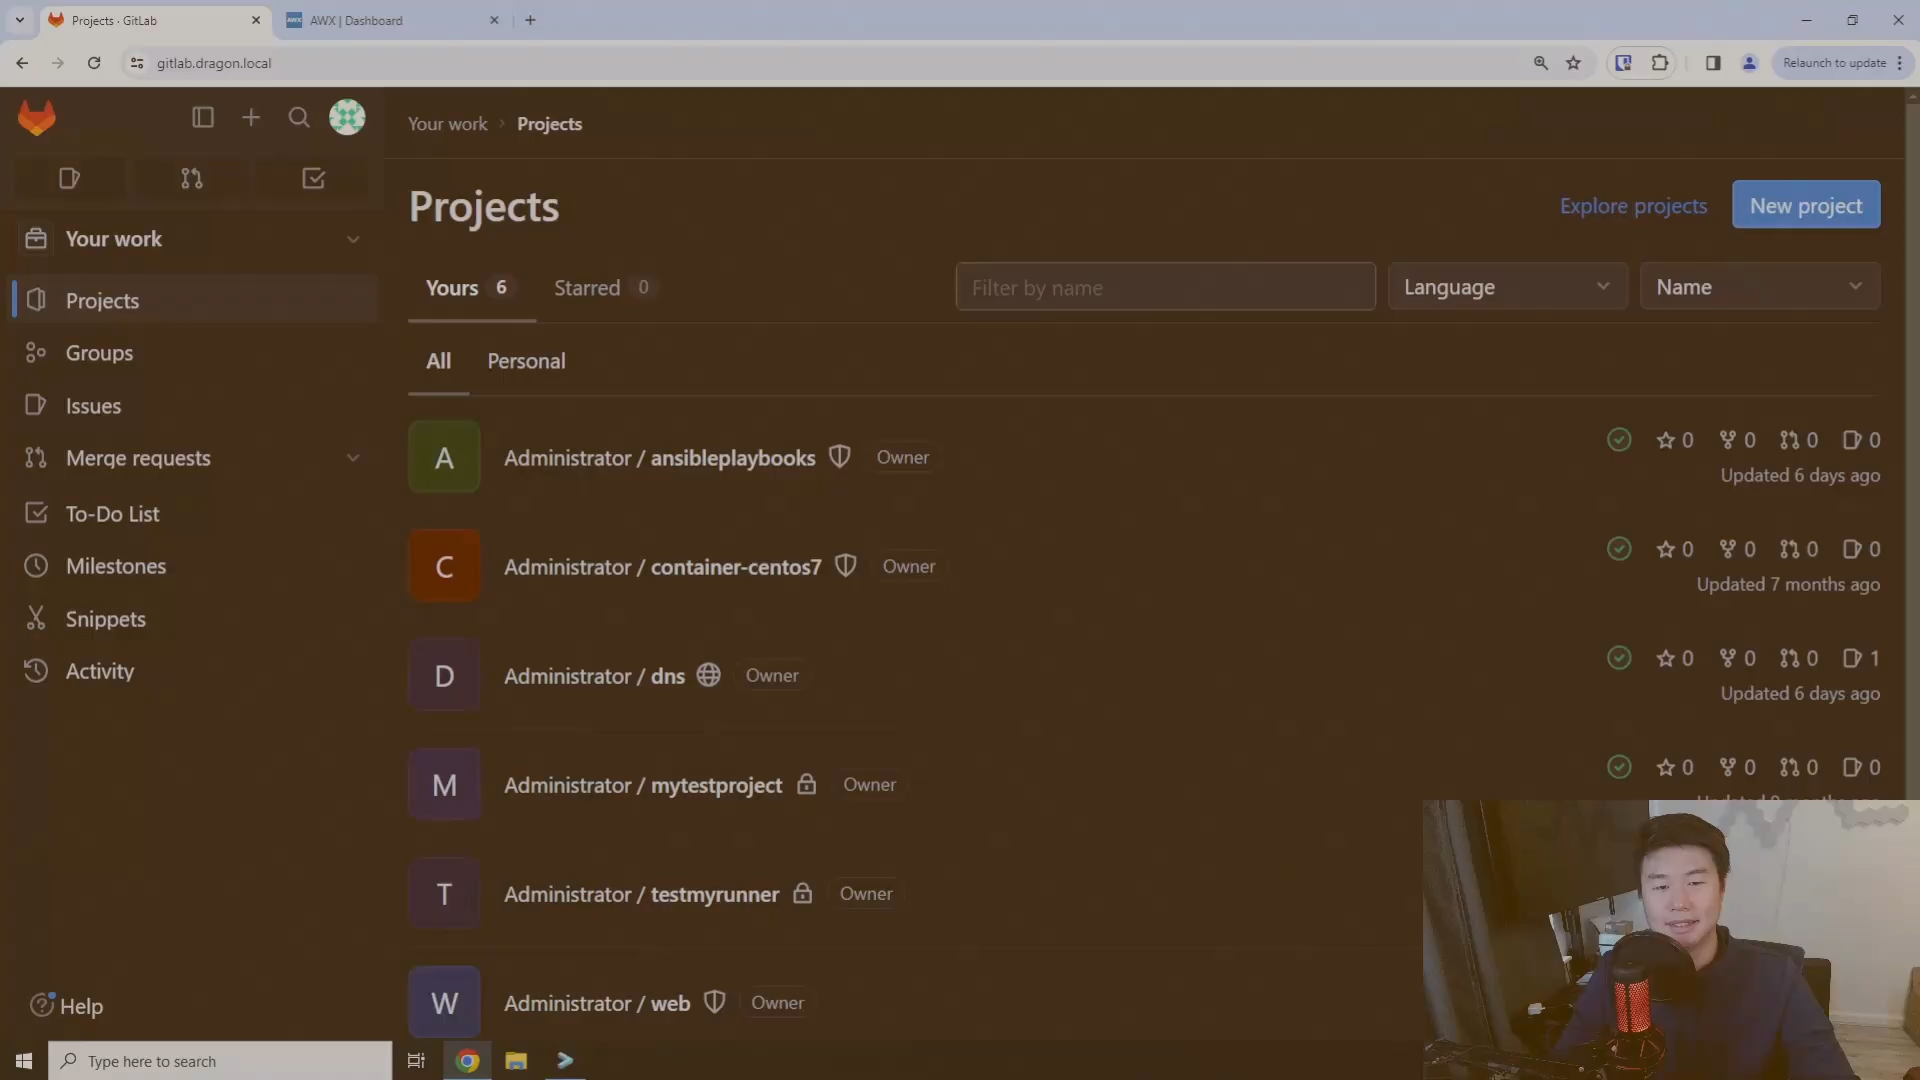 Projects · GitLab
AWX AWX | Dashboard
gitlab.dragon.local
Relaunch to update
Your work
Projects
Groups
Issues
Merge requests
To-Do List
Milestones
Snippets
Activity
Help
Your work › Projects
Projects
Explore projects
New project
Yours 6
Starred 0
Filter by name
Language
Name
All
Personal
A Administrator / ansibleplaybooks Owner 0 0 0 0
Updated 6 days ago
C Administrator / container-centos7 Owner 0 0 0 0
Updated 7 months ago
D Administrator / dns Owner 0 0 0 1
Updated 6 days ago
M Administrator / mytestproject Owner 0 0 0 0
T Administrator / testmyrunner Owner
W Administrator / web Owner
Type here to search